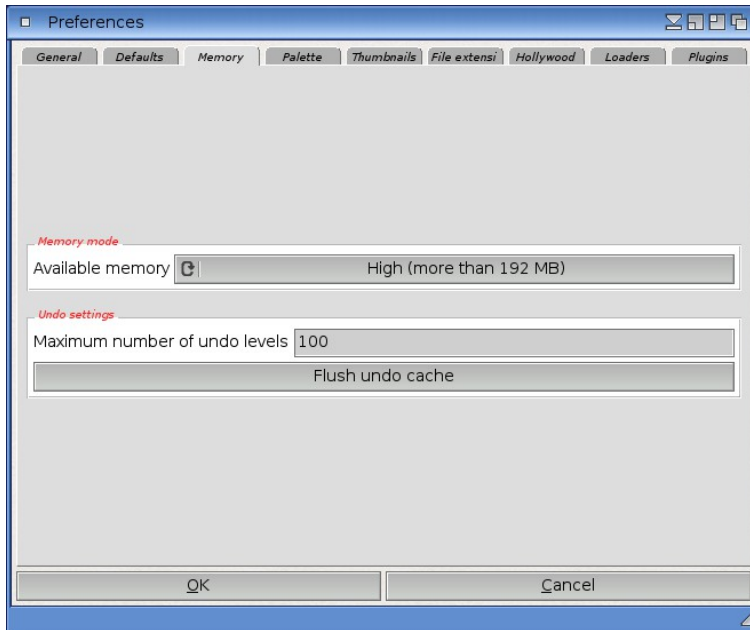 Preferences
General Defaults Memory Palette Thumbnails File extensi Hollywood Loaders Plugins
Memory mode
Available memory High (more than 192 MB)
Undo settings
Maximum number of undo levels 100
Flush undo cache
OK Cancel